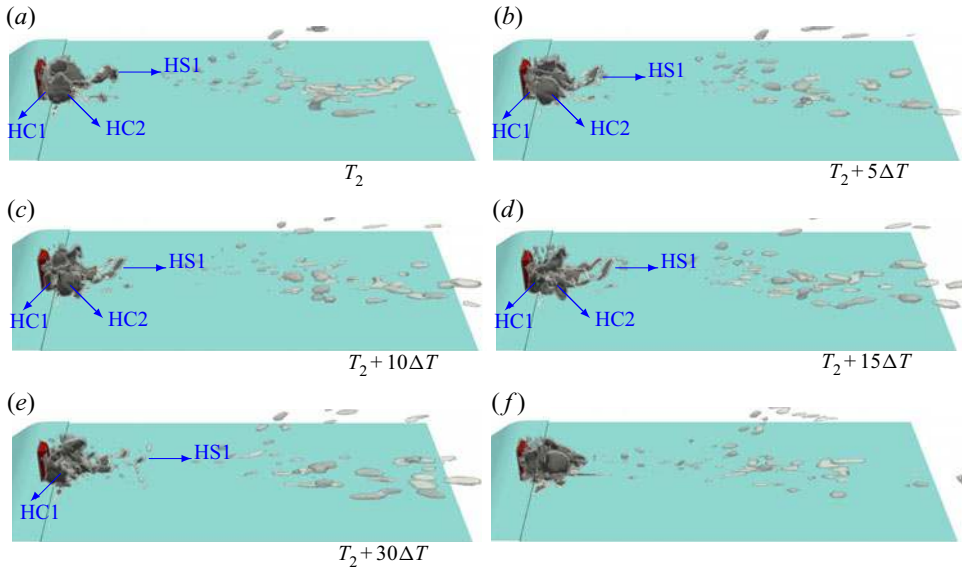 (a)
HS1
HC1
HC2
T₂
(b)
HS1
HC1
HC2
T₂ + 5ΔT
(c)
HS1
HC1
HC2
T₂ + 10ΔT
(d)
HS1
HC1
HC2
T₂ + 15ΔT
(e)
HS1
HC1
T₂ + 30ΔT
(f)